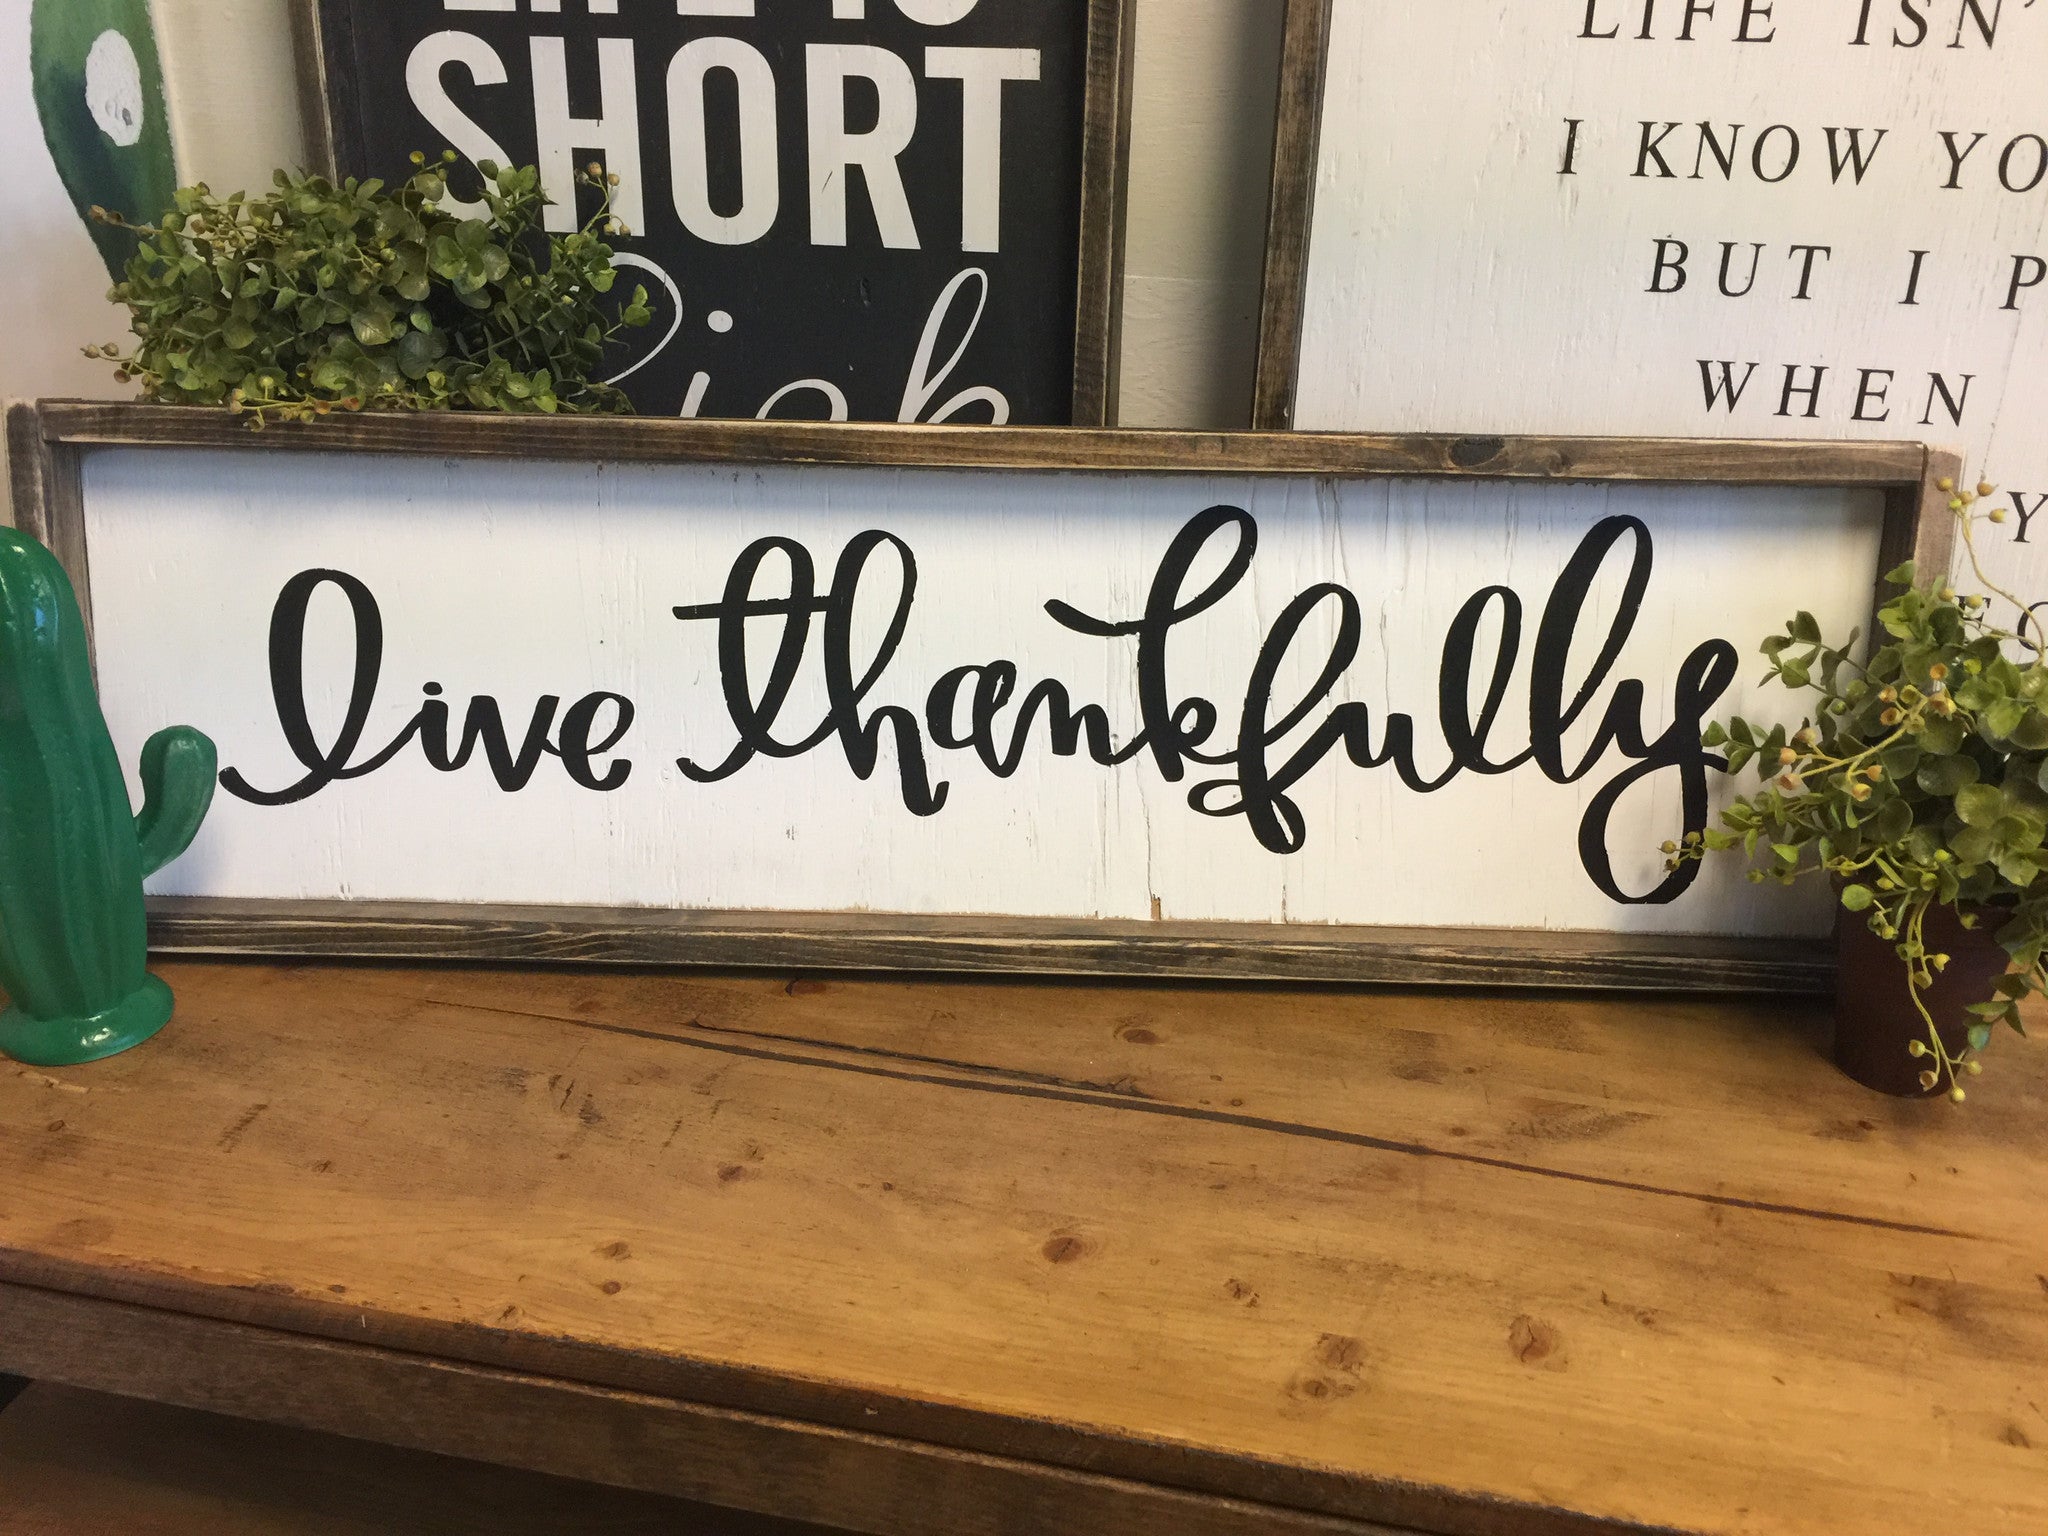 SHORT
LIFE ISN'
I KNOW YO
BUT I P
WHEN
Y
live thankfully